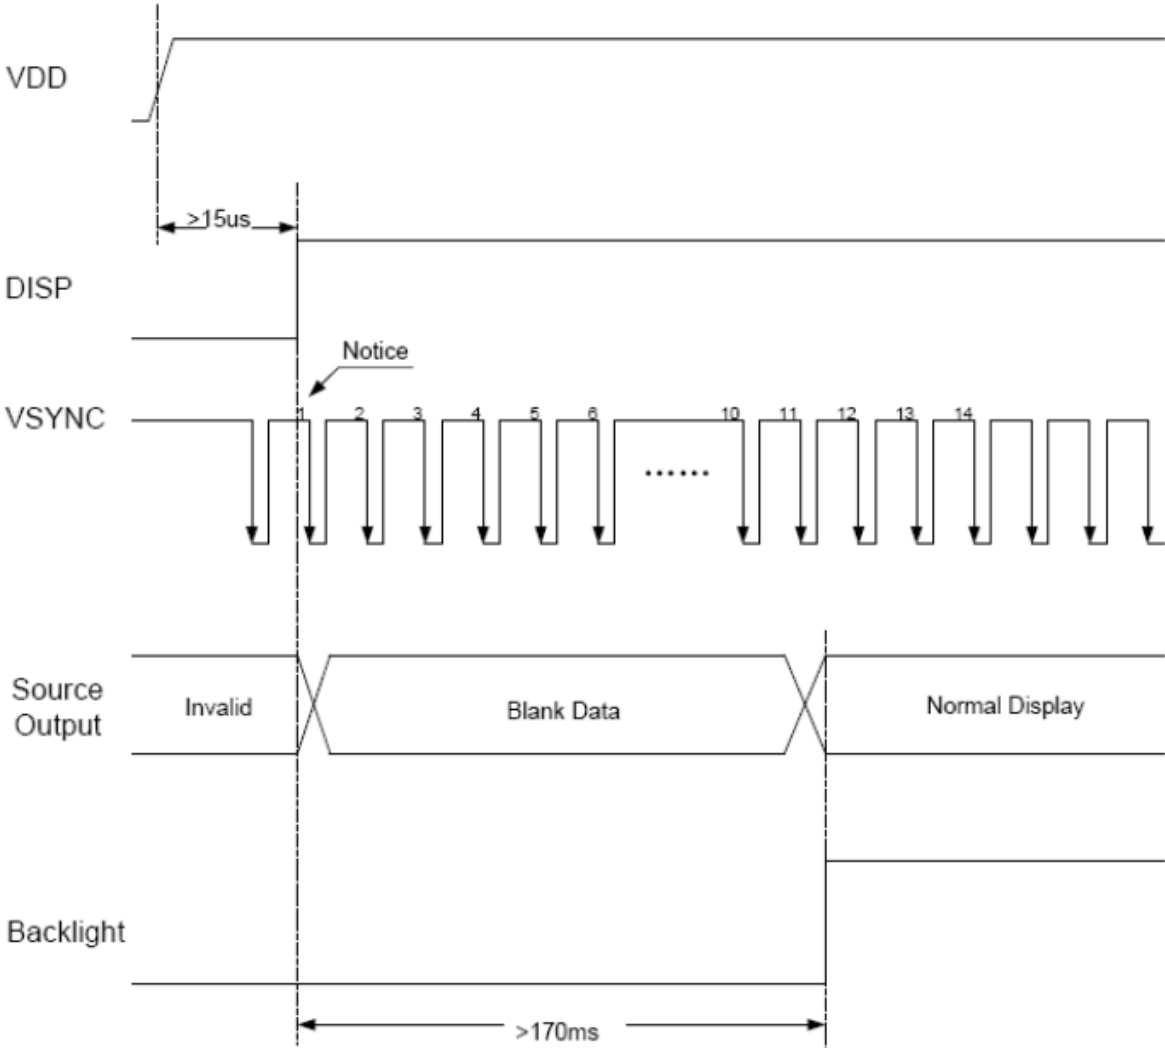 VDD
>15us
DISP
Notice
VSYNC
1 2 3 4 5 6 10 11 12 13 14
......
Source
Output
Invalid
Blank Data
Normal Display
Backlight
>170ms